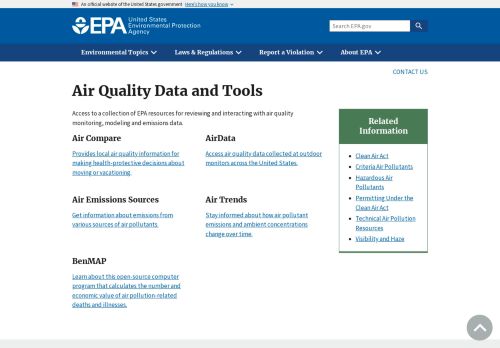 An official website of the United States government Here's how you know
EPA United States
Environmental Protection
Agency
Search EPA.gov
Environmental Topics
Laws & Regulations
Report a Violation
About EPA
CONTACT US
Air Quality Data and Tools
Access to a collection of EPA resources for reviewing and interacting with air quality
monitoring, modeling and emissions data.
Air Compare
Provides local air quality information for
making health-protective decisions about
moving or vacationing.
AirData
Access air quality data collected at outdoor
monitors across the United States.
Air Emissions Sources
Get information about emissions from
various sources of air pollutants.
Air Trends
Stay informed about how air pollutant
emissions and ambient concentrations
change over time.
BenMAP
Learn about this open-source computer
program that calculates the number and
economic value of air pollution-related
deaths and illnesses.
Related
Information
Clean Air Act
Criteria Air Pollutants
Hazardous Air
Pollutants
Permitting Under the
Clean Air Act
Technical Air Pollution
Resources
Visibility and Haze